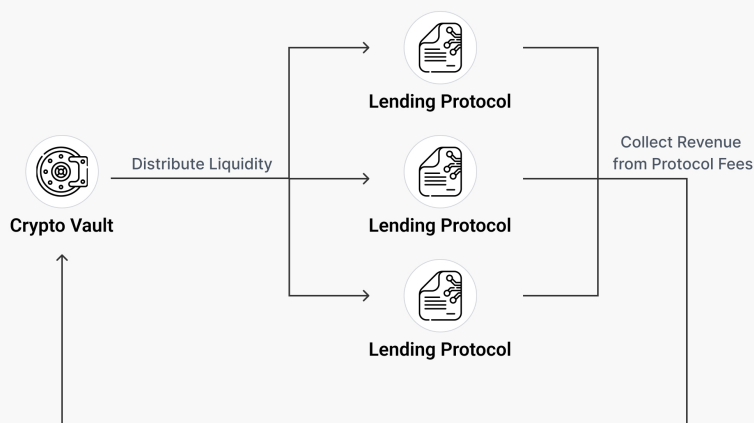 Lending Protocol
Collect Revenue
from Protocol Fees
Distribute Liquidity
Crypto Vault
Lending Protocol
Lending Protocol